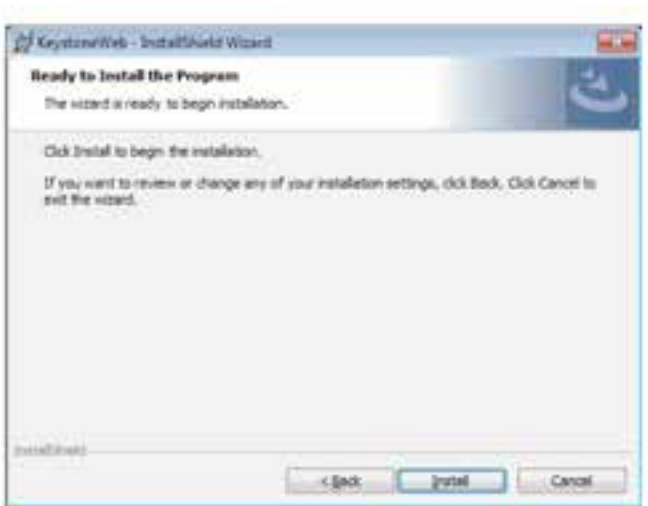 KeystoneWeb - InstallShield Wizard
Ready to Install the Program
The wizard is ready to begin installation.
Click Install to begin the installation.
If you want to review or change any of your installation settings, click Back. Click Cancel to
exit the wizard.
InstallShield
< Back Install Cancel